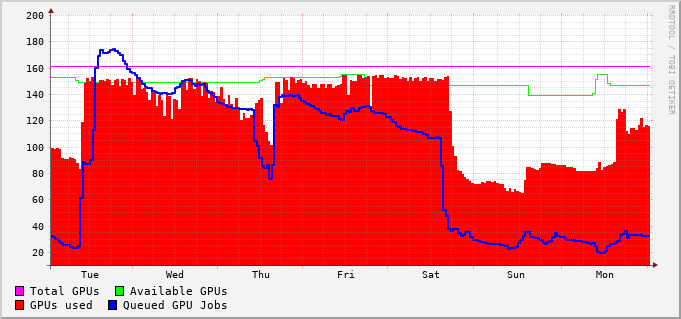 200
180
160
140
120
100
80
60
40
20
Tue Wed Thu Fri Sat Sun Mon
Total GPUs Available GPUs
GPUs used Queued GPU Jobs
RRDTOOL / TOBI OETIKER